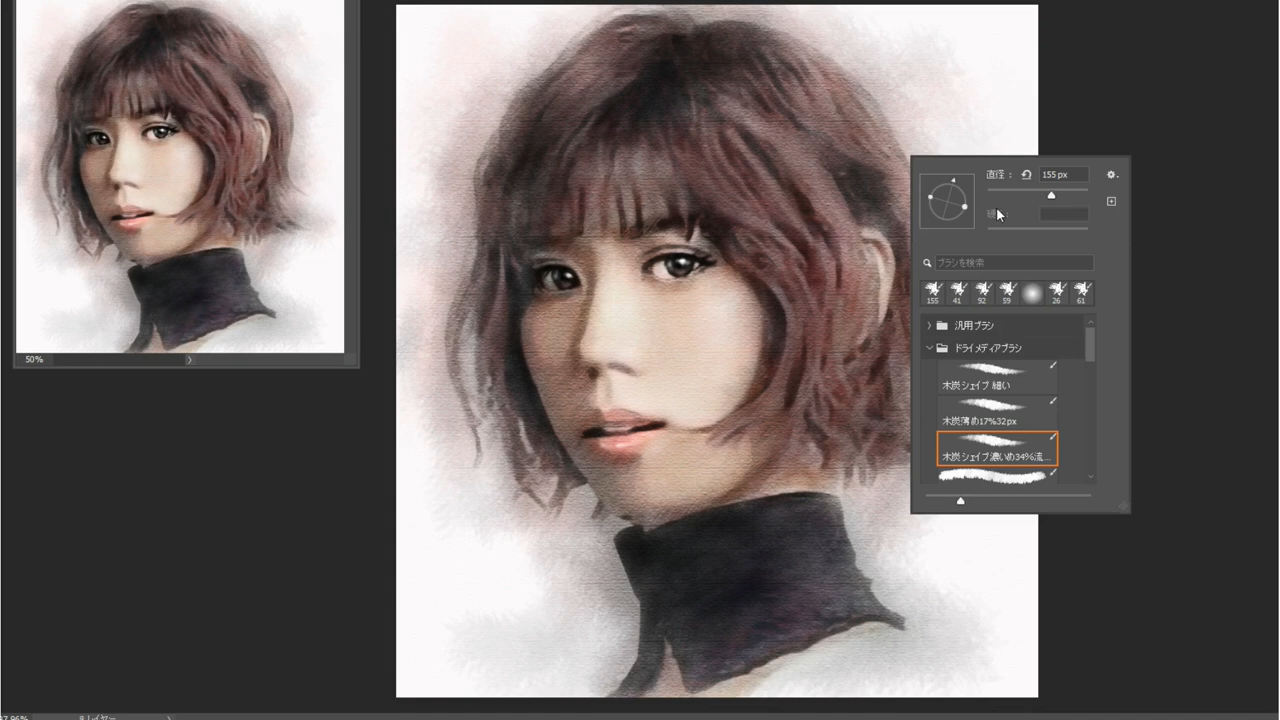 50%
直径：
155 px
ブラシを検索
155
41
92
59
26
61
汎用ブラシ
ドライメディアブラシ
木炭シェイプ 細い
木炭薄め17%32px
木炭シェイプ濃いめ34%流...